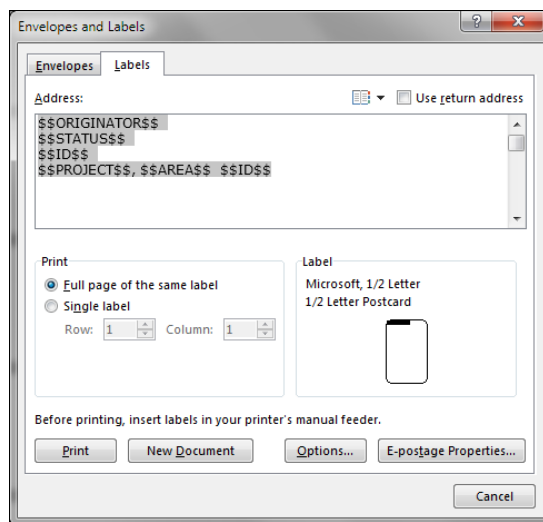 Envelopes and Labels
?
X
Envelopes Labels
Address:
Use return address
$$ORIGINATOR$$
$$STATUS$$
$$ID$$
$$PROJECT$$, $$AREA$$ $$ID$$
Print
Full page of the same label
Single label
Row: 1 Column: 1
Label
Microsoft, 1/2 Letter
1/2 Letter Postcard
Before printing, insert labels in your printer's manual feeder.
Print New Document Options... E-postage Properties...
Cancel